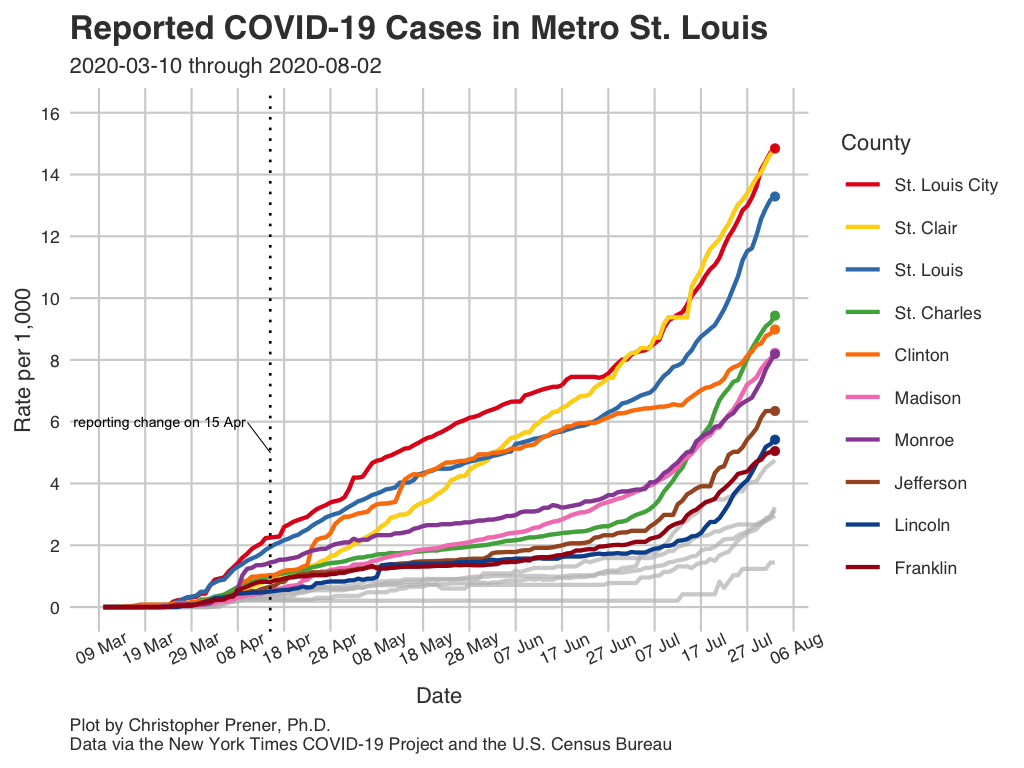 Reported COVID-19 Cases in Metro St. Louis
2020-03-10 through 2020-08-02
Rate per 1,000
16
14
12
10
8
6
4
2
0
reporting change on 15 Apr
09 Mar
19 Mar
29 Mar
08 Apr
18 Apr
28 Apr
08 May
18 May
28 May
07 Jun
17 Jun
27 Jun
07 Jul
17 Jul
27 Jul
06 Aug
Date
County
St. Louis City
St. Clair
St. Louis
St. Charles
Clinton
Madison
Monroe
Jefferson
Lincoln
Franklin
Plot by Christopher Prener, Ph.D.
Data via the New York Times COVID-19 Project and the U.S. Census Bureau